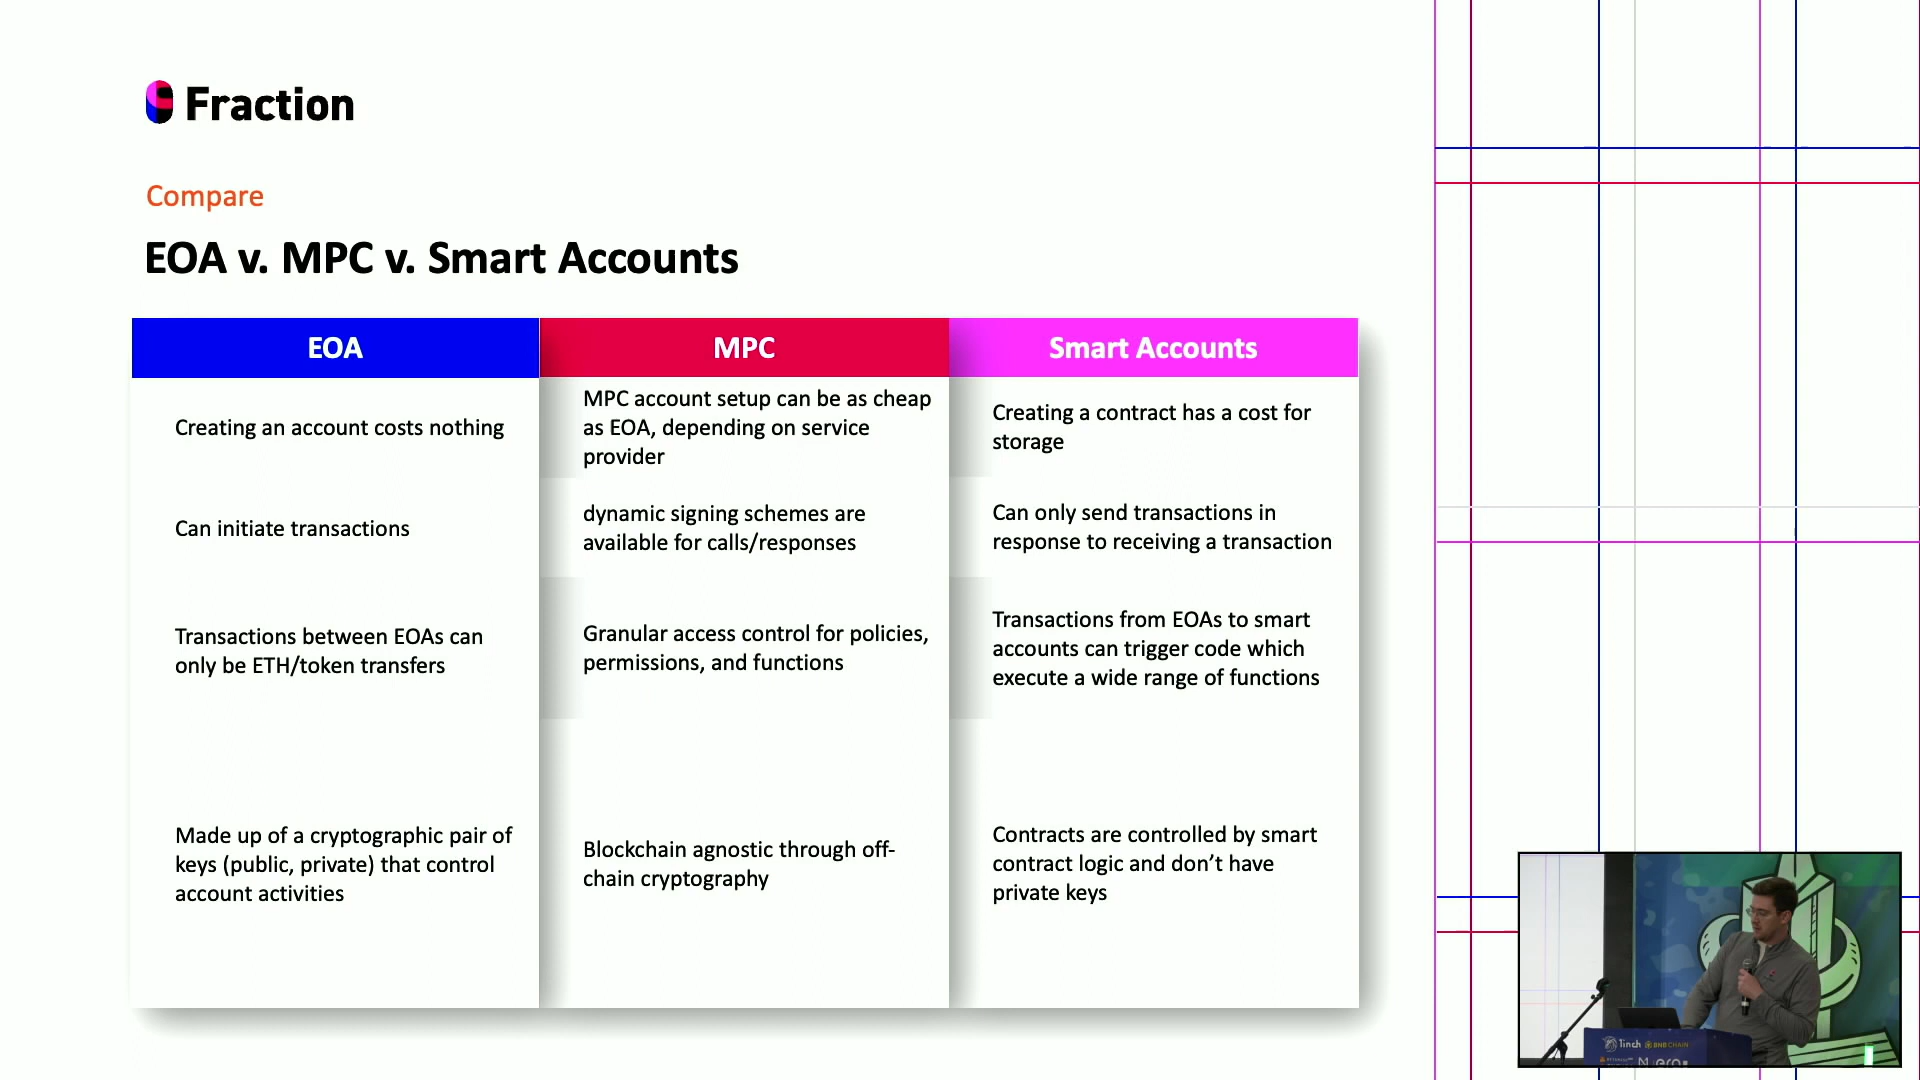 Fraction
Compare
EOA v. MPC v. Smart Accounts
EOA
MPC
Smart Accounts
Creating an account costs nothing
MPC account setup can be as cheap
as EOA, depending on service
provider
Creating a contract has a cost for
storage
Can initiate transactions
dynamic signing schemes are
available for calls/responses
Can only send transactions in
response to receiving a transaction
Transactions between EOAs can
only be ETH/token transfers
Granular access control for policies,
permissions, and functions
Transactions from EOAs to smart
accounts can trigger code which
execute a wide range of functions
Made up of a cryptographic pair of
keys (public, private) that control
account activities
Blockchain agnostic through off-
chain cryptography
Contracts are controlled by smart
contract logic and don’t have
private keys
1inch BNB CHAIN